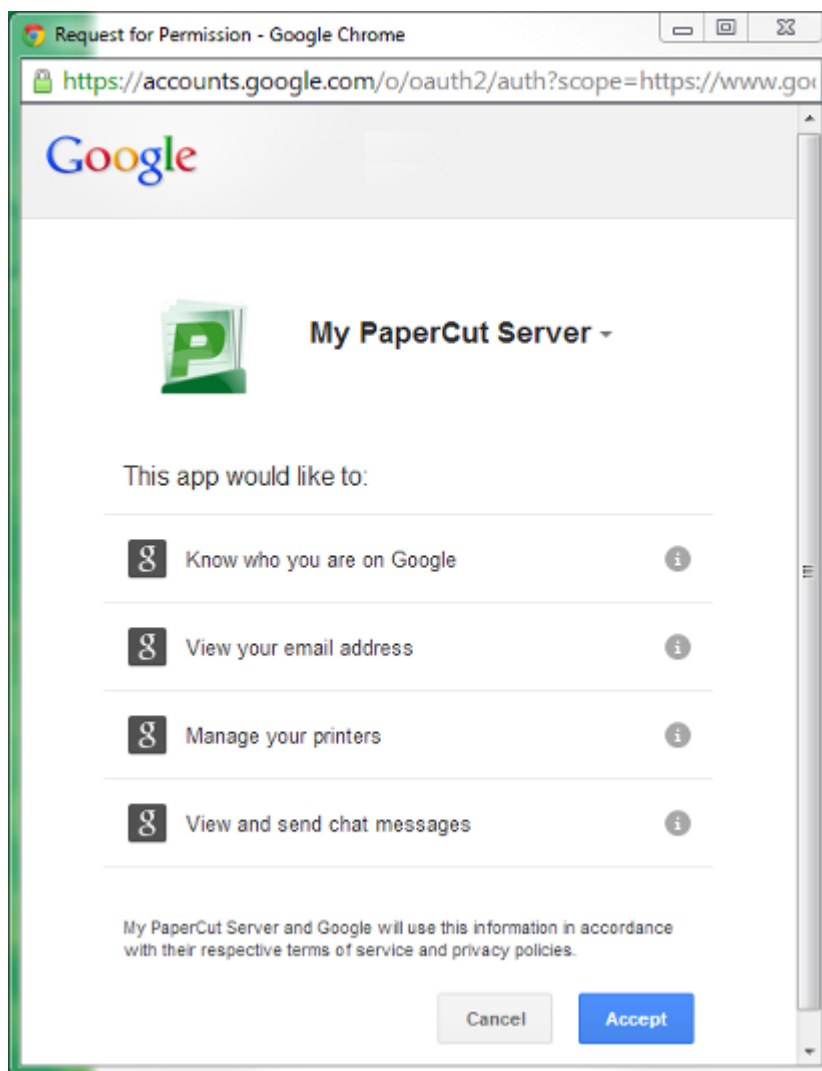 Request for Permission - Google Chrome
https://accounts.google.com/o/oauth2/auth?scope=https://www.goo
Google
P
My PaperCut Server
This app would like to:
g Know who you are on Google i
g View your email address i
g Manage your printers i
g View and send chat messages i
My PaperCut Server and Google will use this information in accordance
with their respective terms of service and privacy policies.
Cancel Accept